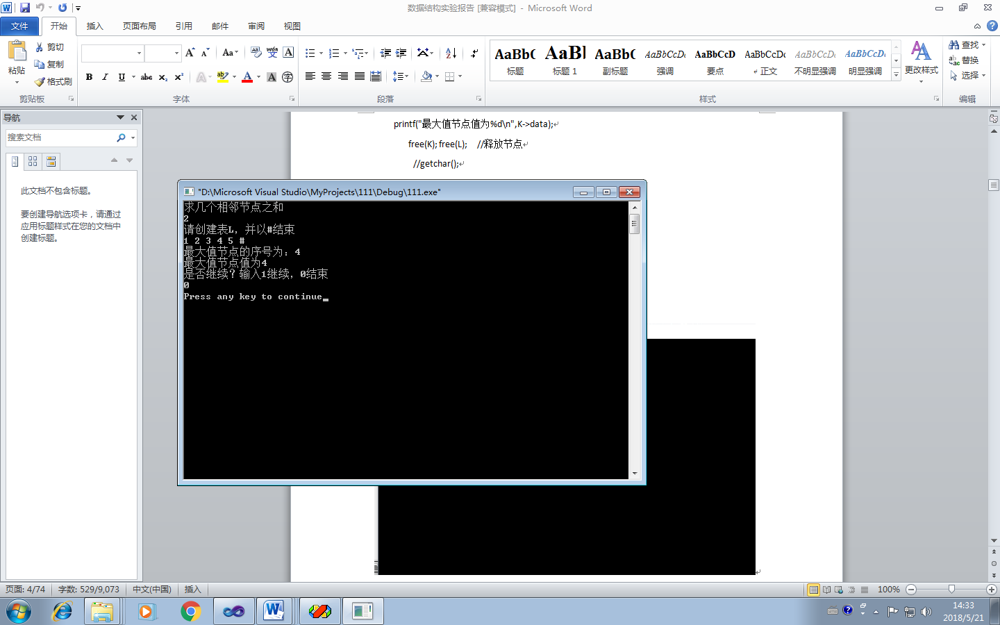 数据结构实验报告 [兼容模式] - Microsoft Word
文件 开始 插入 页面布局 引用 邮件 审阅 视图
粘贴 剪切 复制 格式刷
剪贴板 字体 段落 样式 编辑
AaBbC AaBl AaBbC AaBbCcD AaBbCcD AaBbCcDc AaBbCcD AaBbCcD
标题 标题 1 副标题 强调 要点 正文 不明显强调 明显强调
更改样式
查找
替换
选择
导航
搜索文档
此文档不包含标题。
要创建导航选项卡，请通过
应用标题样式在您的文档中
创建标题。
printf("最大值节点值为%d\n",K->data);
free(K); free(L); //释放节点
//getchar();
"D:\Microsoft Visual Studio\MyProjects\111\Debug\111.exe"
求几个相邻节点之和
2
请创建表L，并以#结束
1 2 3 4 5 #
最大值节点的序号为：4
最大值节点值为4
是否继续？输入1继续，0结束
0
Press any key to continue
页面: 4/74 字数: 529/9,073 中文(中国) 插入 100%
14:33
2018/5/21